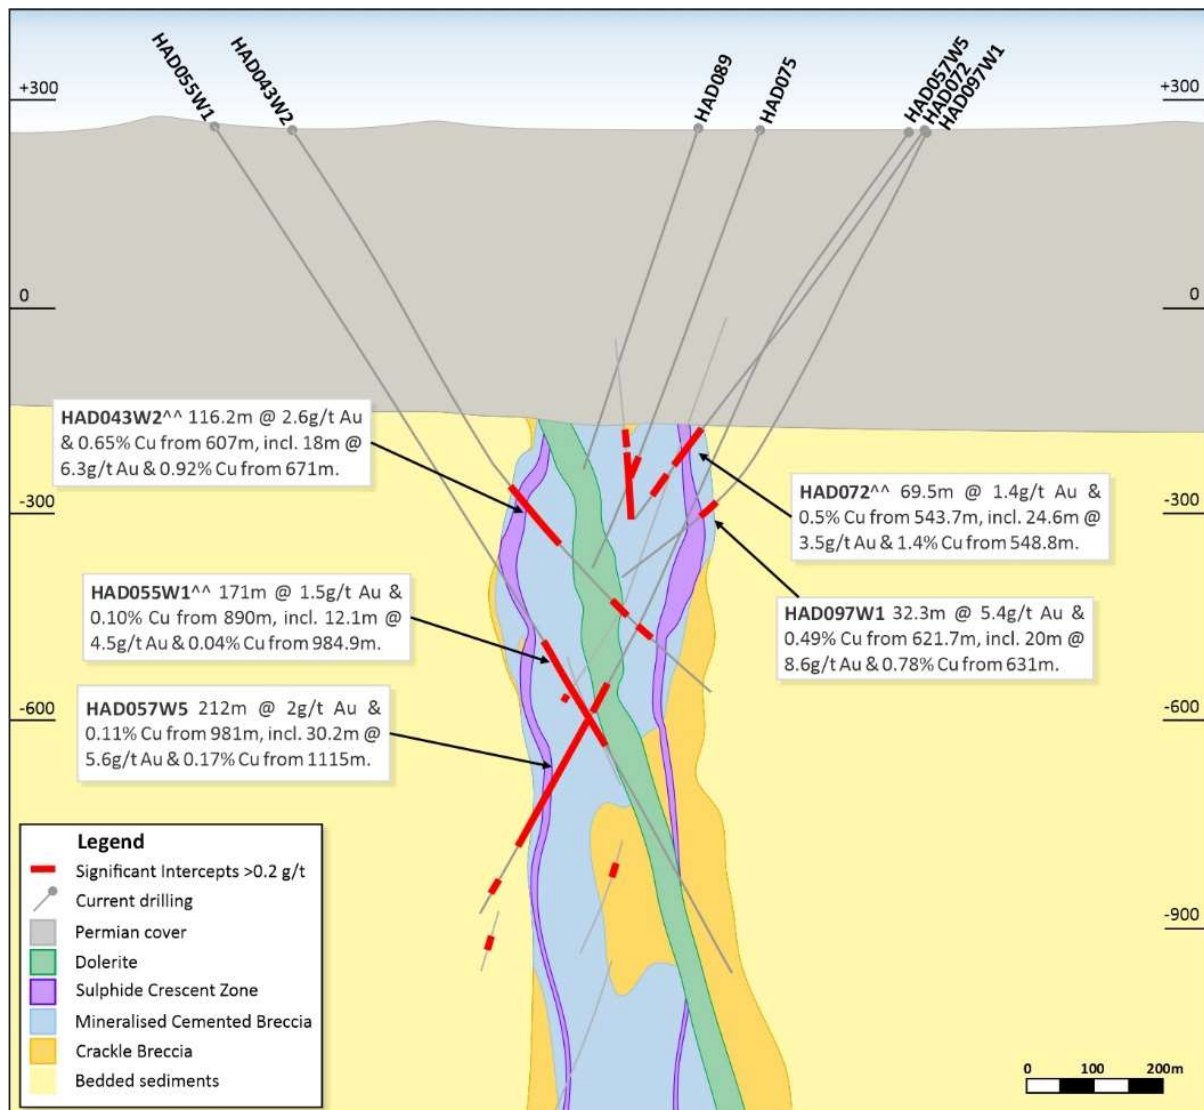 HAD055W1
HAD043W2
HAD089
HAD075
HAD057W5
HAD072
HAD097W1
+300
+300
0
0
HAD043W2^^ 116.2m @ 2.6g/t Au
& 0.65% Cu from 607m, incl. 18m @
6.3g/t Au & 0.92% Cu from 671m.
-300
-300
HAD072^^ 69.5m @ 1.4g/t Au &
0.5% Cu from 543.7m, incl. 24.6m @
3.5g/t Au & 1.4% Cu from 548.8m.
HAD055W1^^ 171m @ 1.5g/t Au &
0.10% Cu from 890m, incl. 12.1m @
4.5g/t Au & 0.04% Cu from 984.9m.
HAD097W1 32.3m @ 5.4g/t Au &
0.49% Cu from 621.7m, incl. 20m @
8.6g/t Au & 0.78% Cu from 631m.
-600
-600
HAD057W5 212m @ 2g/t Au &
0.11% Cu from 981m, incl. 30.2m @
5.6g/t Au & 0.17% Cu from 1115m.
Legend
Significant Intercepts >0.2 g/t
Current drilling
Permian cover
Dolerite
Sulphide Crescent Zone
Mineralised Cemented Breccia
Crackle Breccia
Bedded sediments
-900
0 100 200m